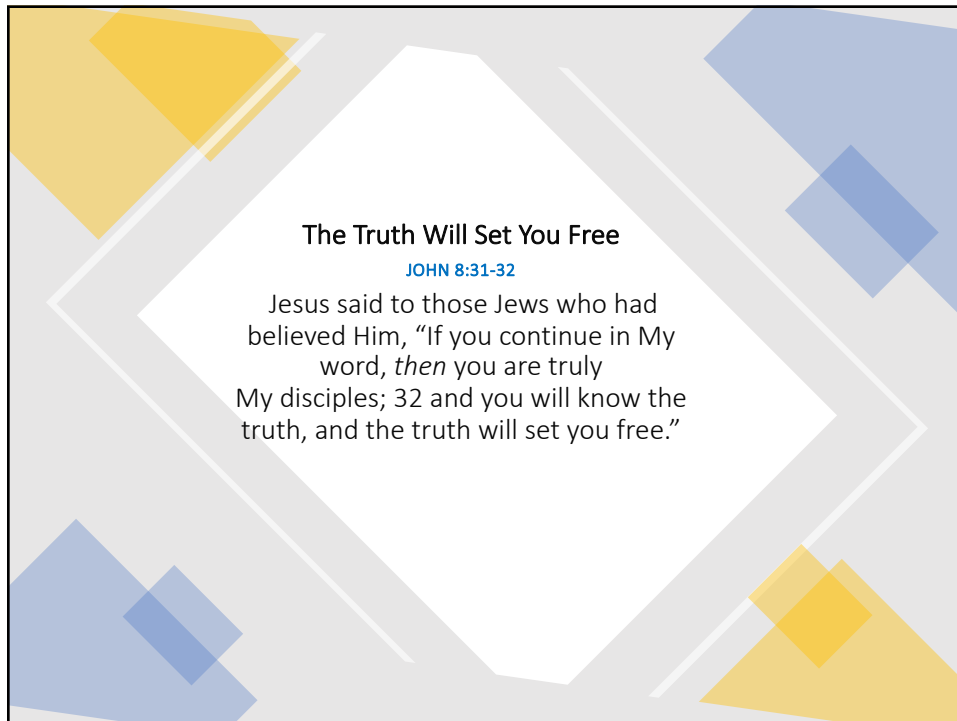 The Truth Will Set You Free
JOHN 8:31-32
Jesus said to those Jews who had
believed Him, “If you continue in My
word, then you are truly
My disciples; 32 and you will know the
truth, and the truth will set you free.”